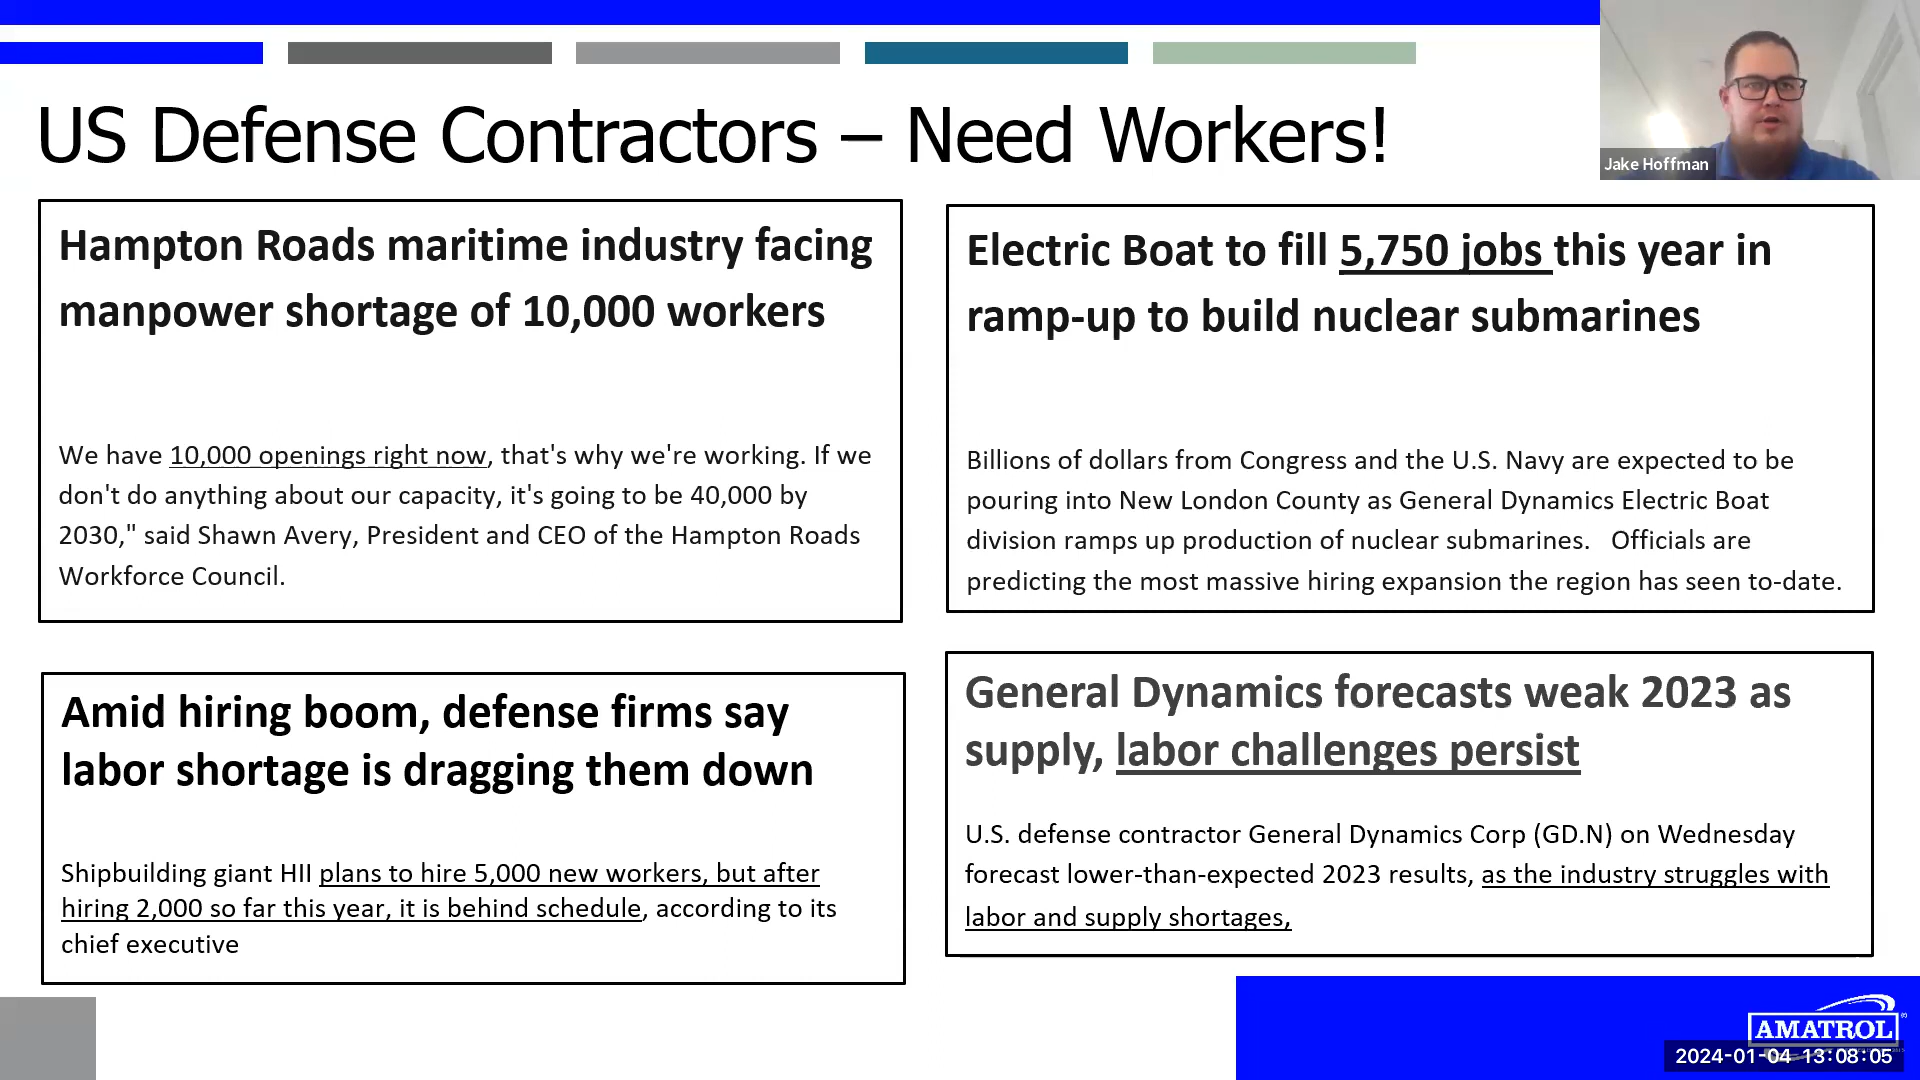 US Defense Contractors – Need Workers!
Jake Hoffman
Hampton Roads maritime industry facing
manpower shortage of 10,000 workers
We have 10,000 openings right now, that's why we're working. If we
don't do anything about our capacity, it's going to be 40,000 by
2030," said Shawn Avery, President and CEO of the Hampton Roads
Workforce Council.
Electric Boat to fill 5,750 jobs this year in
ramp-up to build nuclear submarines
Billions of dollars from Congress and the U.S. Navy are expected to be
pouring into New London County as General Dynamics Electric Boat
division ramps up production of nuclear submarines.   Officials are
predicting the most massive hiring expansion the region has seen to-date.
Amid hiring boom, defense firms say
labor shortage is dragging them down
Shipbuilding giant HII plans to hire 5,000 new workers, but after
hiring 2,000 so far this year, it is behind schedule, according to its
chief executive
General Dynamics forecasts weak 2023 as
supply, labor challenges persist
U.S. defense contractor General Dynamics Corp (GD.N) on Wednesday
forecast lower-than-expected 2023 results, as the industry struggles with
labor and supply shortages,
AMATROL®
2024-01-04 13:08:05